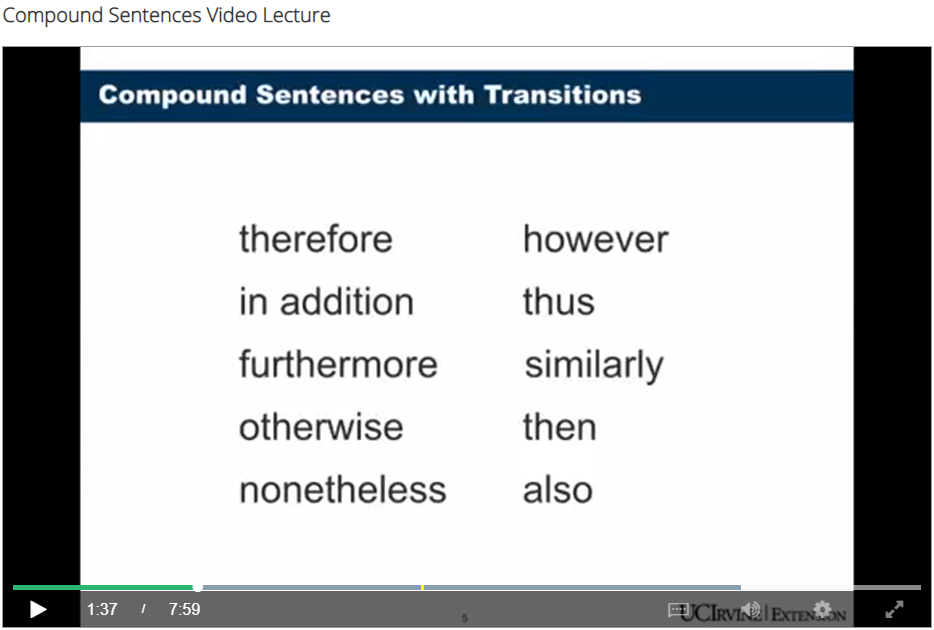 Compound Sentences Video Lecture
Compound Sentences with Transitions
therefore however
in addition thus
furthermore similarly
otherwise then
nonetheless also
1:37 / 7:59
5
UCIRVINE | EXTENSION